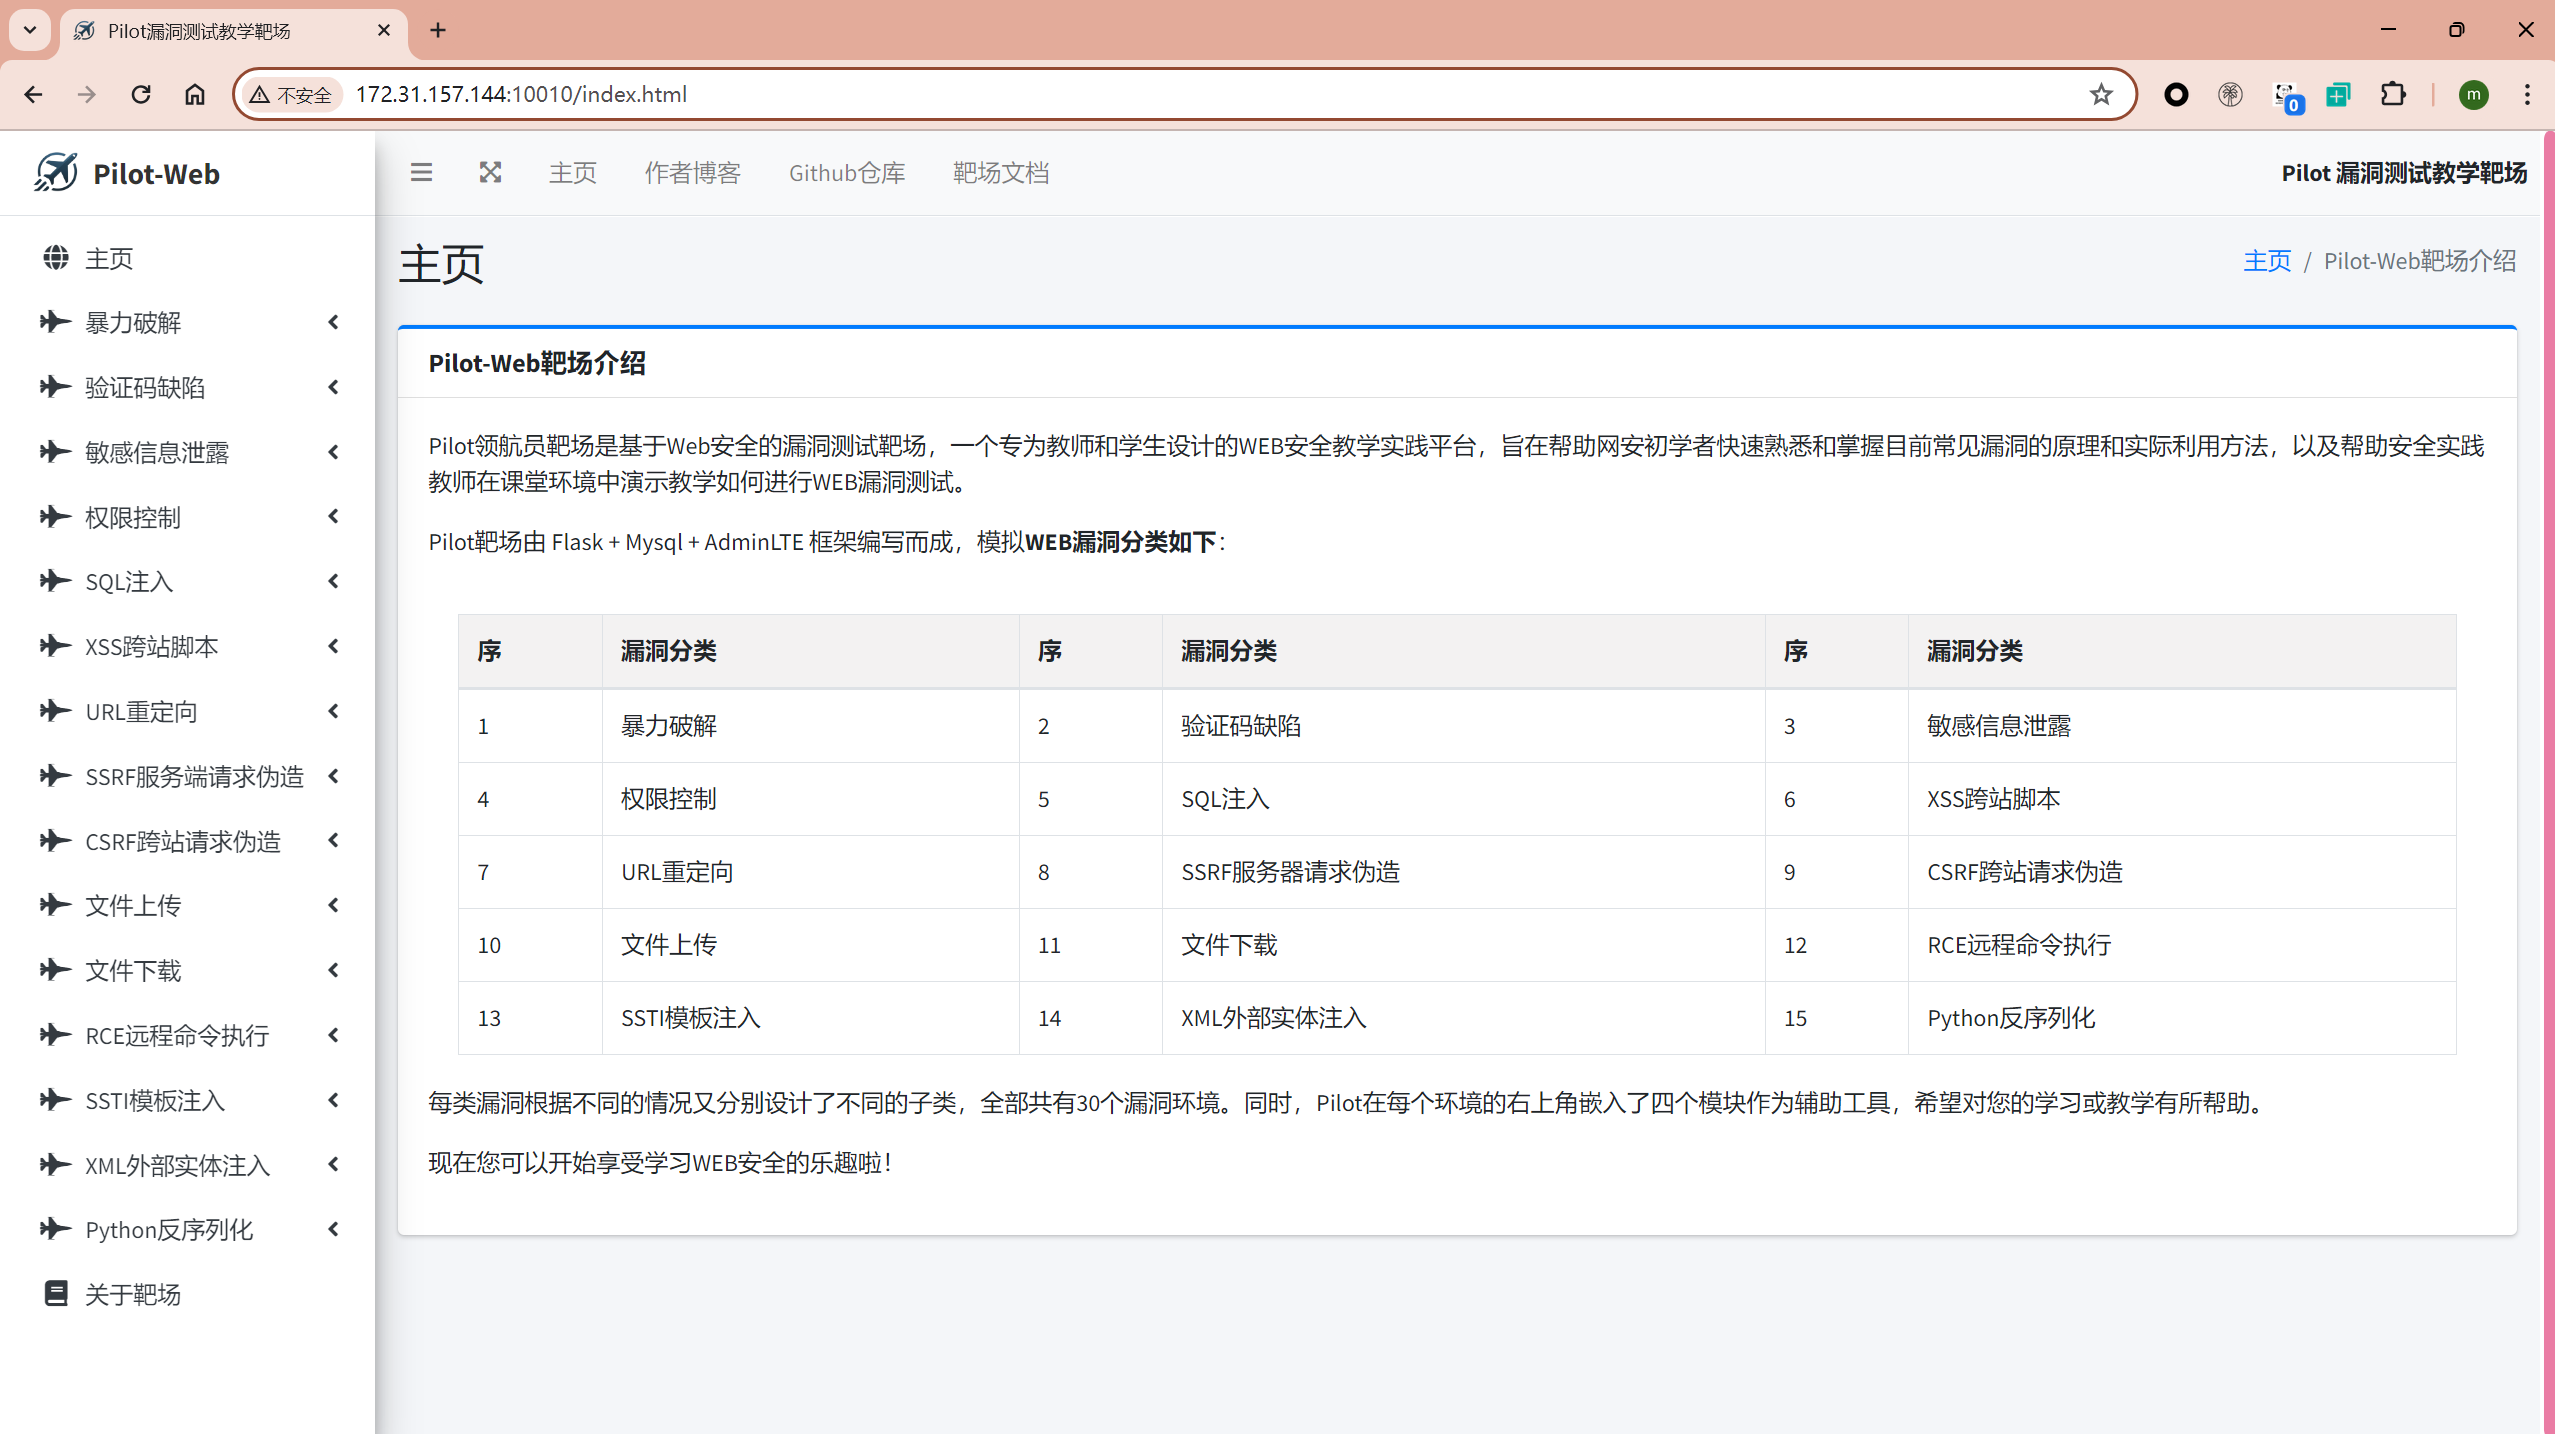 Pilot漏洞测试教学靶场
不安全 172.31.157.144:10010/index.html
0
m
Pilot-Web
主页 作者博客 Github仓库 靶场文档
Pilot 漏洞测试教学靶场
主页
暴力破解
验证码缺陷
敏感信息泄露
权限控制
SQL注入
XSS跨站脚本
URL重定向
SSRF服务端请求伪造
CSRF跨站请求伪造
文件上传
文件下载
RCE远程命令执行
SSTI模板注入
XML外部实体注入
Python反序列化
关于靶场
主页
主页 / Pilot-Web靶场介绍
Pilot-Web靶场介绍
Pilot领航员靶场是基于Web安全的漏洞测试靶场，一个专为教师和学生设计的WEB安全教学实践平台，旨在帮助网安初学者快速熟悉和掌握目前常见漏洞的原理和实际利用方法，以及帮助安全实践
教师在课堂环境中演示教学如何进行WEB漏洞测试。
Pilot靶场由 Flask + Mysql + AdminLTE 框架编写而成，模拟WEB漏洞分类如下：
序 漏洞分类 序 漏洞分类 序 漏洞分类
1 暴力破解 2 验证码缺陷 3 敏感信息泄露
4 权限控制 5 SQL注入 6 XSS跨站脚本
7 URL重定向 8 SSRF服务器请求伪造 9 CSRF跨站请求伪造
10 文件上传 11 文件下载 12 RCE远程命令执行
13 SSTI模板注入 14 XML外部实体注入 15 Python反序列化
每类漏洞根据不同的情况又分别设计了不同的子类，全部共有30个漏洞环境。同时，Pilot在每个环境的右上角嵌入了四个模块作为辅助工具，希望对您的学习或教学有所帮助。
现在您可以开始享受学习WEB安全的乐趣啦！